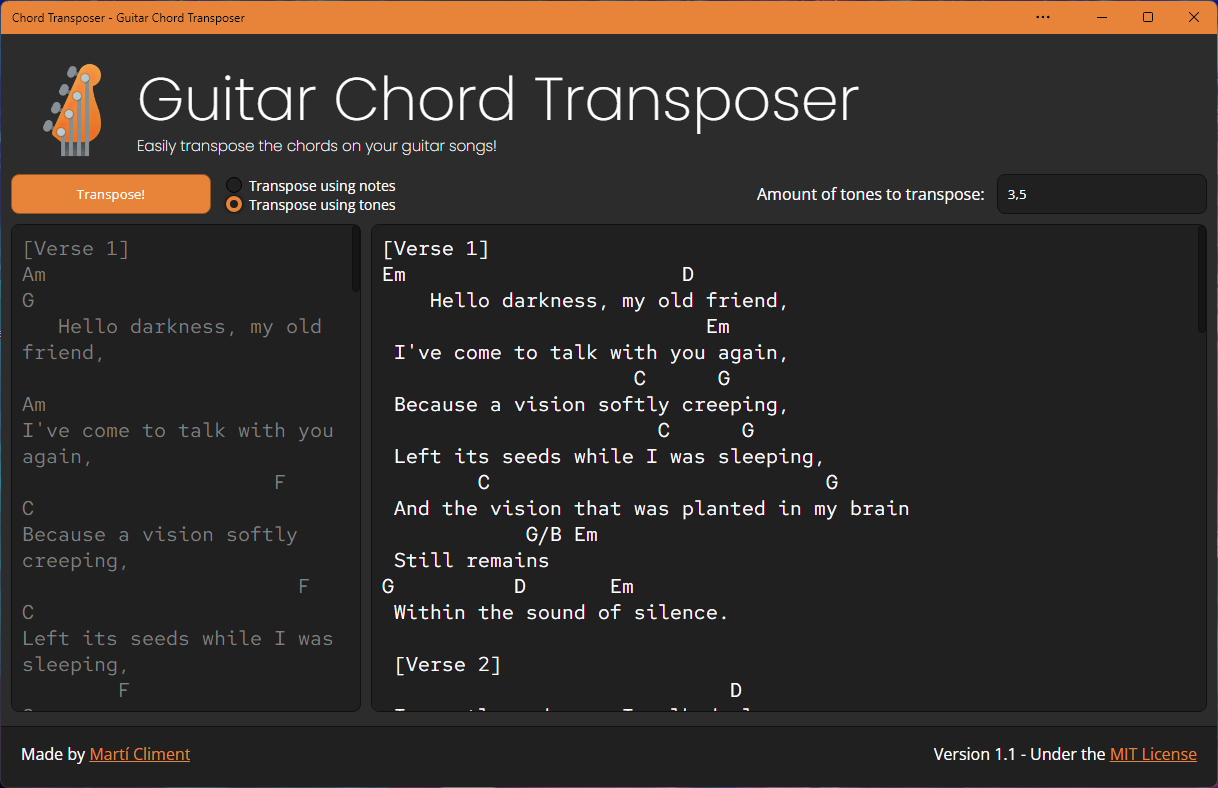 Chord Transposer - Guitar Chord Transposer
Guitar Chord Transposer
Easily transpose the chords on your guitar songs!
Transpose!
Transpose using notes
Transpose using tones
Amount of tones to transpose:
3,5
[Verse 1]
Am
G
Hello darkness, my old
friend,
Am
I've come to talk with you
again,
F
C
Because a vision softly
creeping,
F
C
Left its seeds while I was
sleeping,
F
[Verse 1]
Em D
Hello darkness, my old friend,
Em
I've come to talk with you again,
C G
Because a vision softly creeping,
C G
Left its seeds while I was sleeping,
C G
And the vision that was planted in my brain
G/B Em
Still remains
G D Em
Within the sound of silence.
[Verse 2]
D
Made by Martí Climent
Version 1.1 - Under the MIT License